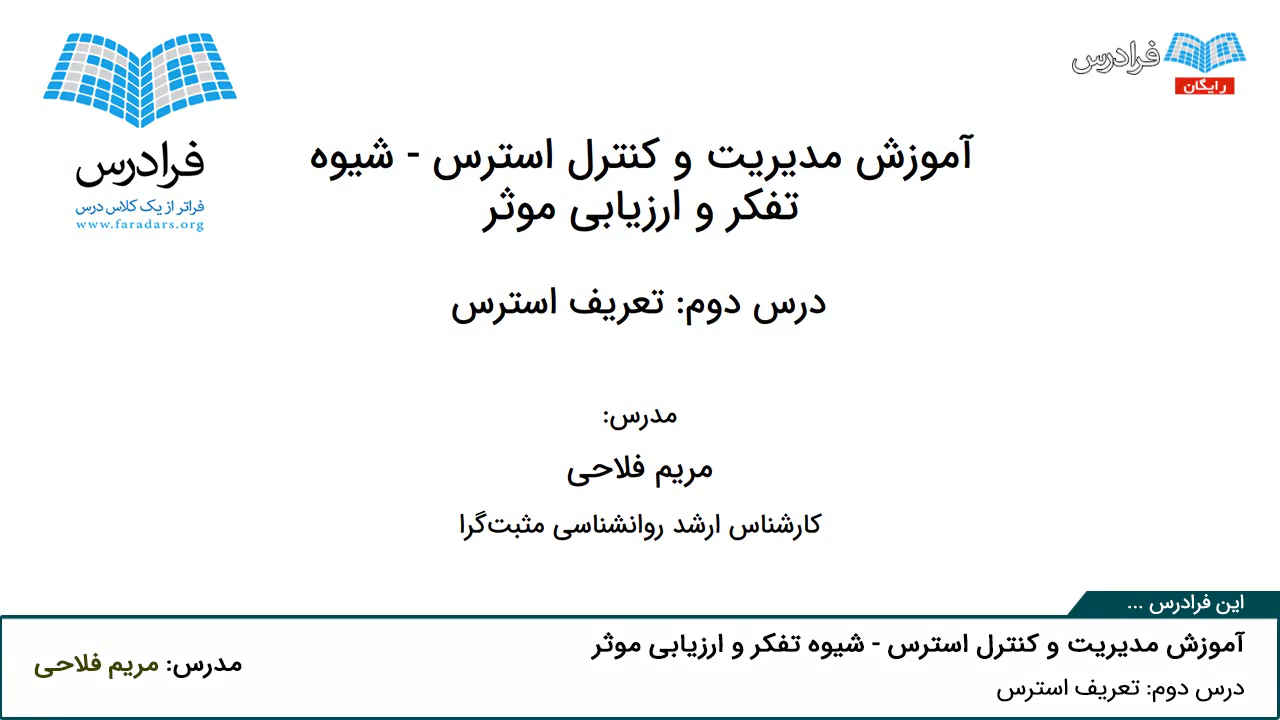 فرادرس
رایگان
فرادرس
فراتر از یک کلاس درس
www.faradars.org
آموزش مدیریت و کنترل استرس - شیوه
تفکر و ارزیابی موثر
درس دوم: تعریف استرس
مدرس:
مریم فلاحی
کارشناس ارشد روانشناسی مثبت‌گرا
این فرادرس ...
آموزش مدیریت و کنترل استرس - شیوه تفکر و ارزیابی موثر
درس دوم: تعریف استرس
مدرس: مریم فلاحی